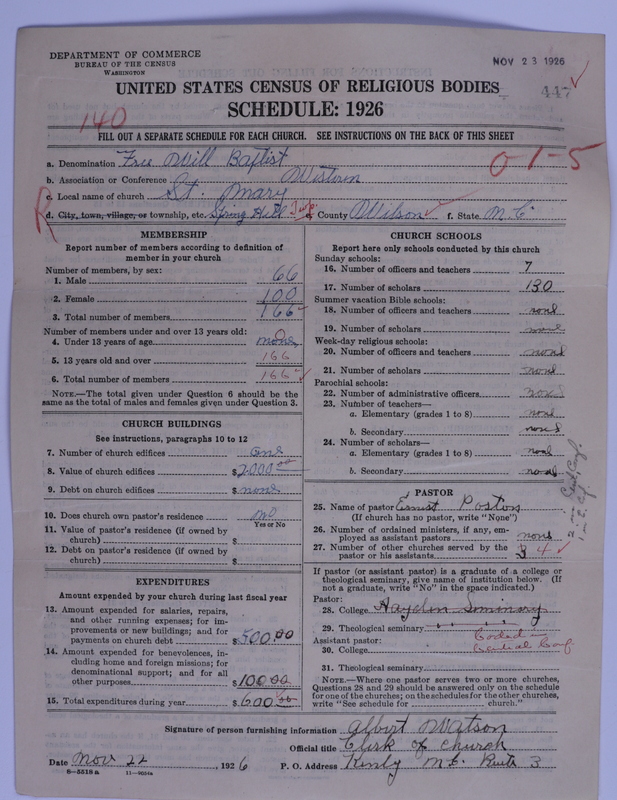 DEPARTMENT OF COMMERCE
BUREAU OF THE CENSUS
WASHINGTON
NOV 23 1926
447
UNITED STATES CENSUS OF RELIGIOUS BODIES
SCHEDULE: 1926
140
FILL OUT A SEPARATE SCHEDULE FOR EACH CHURCH. SEE INSTRUCTIONS ON THE BACK OF THIS SHEET
0-1-5
a. Denomination Free Will Baptist
b. Association or Conference Western
c. Local name of church St. Mary
R
d. City, town, village, or township, etc. Spring Hill Twp. e. County Wilson f. State N.C.
MEMBERSHIP
Report number of members according to definition of
member in your church
Number of members, by sex:
1. Male 66
2. Female 100
3. Total number of members 166
Number of members under and over 13 years old:
0
4. Under 13 years of age none
5. 13 years old and over 166
6. Total number of members 166
NOTE.—The total given under Question 6 should be
same as the total of males and females given under Question 3.
CHURCH BUILDINGS
See instructions, paragraphs 10 to 12
7. Number of church edifices One
8. Value of church edifices $2000.00
9. Debt on church edifices $ none
10. Does church own pastor's residence no
Yes or No
11. Value of pastor's residence (if owned by
church) $
12. Debt on pastor's residence (if owned by
church) $
EXPENDITURES
Amount expended by your church during last fiscal year
13. Amount expended for salaries, repairs,
and other running expenses; for im-
provements or new buildings; and for
payments on church debt $500.00
14. Amount expended for benevolences, in-
cluding home and foreign missions; for
denominational support; and for all
other purposes $100.00
15. Total expenditures during year $600.00
CHURCH SCHOOLS
Report here only schools conducted by this church
Sunday schools:
16. Number of officers and teachers 7
17. Number of scholars 130
Summer vacation Bible schools:
18. Number of officers and teachers none
19. Number of scholars none
Week-day religious schools:
20. Number of officers and teachers none
21. Number of scholars none
Parochial schools:
22. Number of administrative officers none
23. Number of teachers—
a. Elementary (grades 1 to 8) none
b. Secondary none
24. Number of scholars—
a. Elementary (grades 1 to 8) none
b. Secondary none
PASTOR
25. Name of pastor Ernist Poston
(If church has no pastor, write "None")
26. Number of ordained ministers, if any, em-
ployed as assistant pastors none
27. Number of other churches served by the
pastor or his assistants 3 4
If pastor (or assistant pastor) is a graduate of a college or
theological seminary, give name of institution below. (If
not a graduate, write "No" in the space indicated.)
Pastor:
28. College Hayden Seminary
29. Theological seminary
Assistant pastor:
30. College
Coded in
Central Conf
31. Theological seminary
NOTE.—Where one pastor serves two or more churches,
Questions 28 and 29 should be answered only on the schedule
for one of the churches; on the schedules for the other churches,
write "See schedule for church."
Signature of person furnishing information Albert Watson
Official title Clerk of church
Date Nov 22, 1926 P. O. Address Kenly N.C. Route 3
8-5518 a 11-9094a